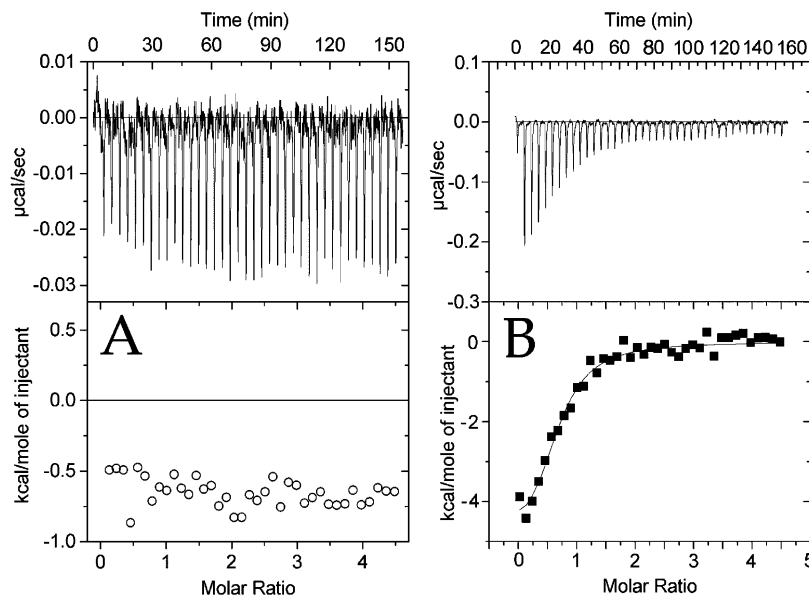 Time (min)
0 30 60 90 120 150
0.01
0.00
-0.01
-0.02
-0.03
µcal/sec
A
0.5
0.0
-0.5
-1.0
kcal/mole of injectant
0 1 2 3 4
Molar Ratio
Time (min)
0 20 40 60 80 100 120 140 160
0.1
0.0
-0.1
-0.2
-0.3
µcal/sec
B
0
-2
-4
kcal/mole of injectant
0 1 2 3 4 5
Molar Ratio